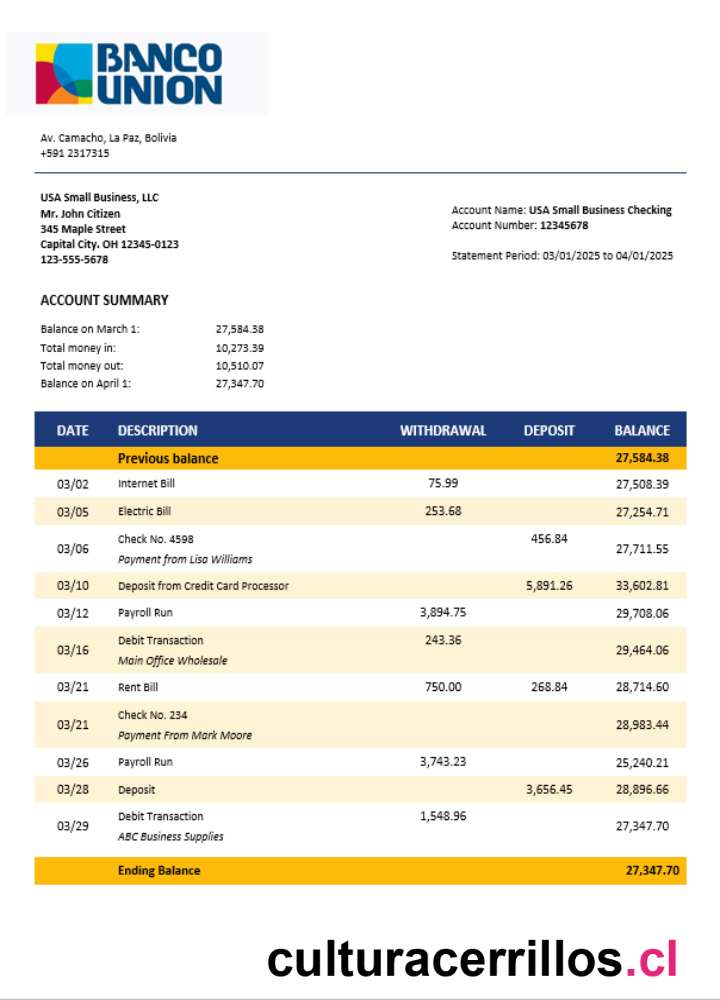 BANCO
UNION
Av. Camacho, La Paz, Bolivia
+591 2317315
USA Small Business, LLC
Mr. John Citizen
345 Maple Street
Capital City. OH 12345-0123
123-555-5678
Account Name: USA Small Business Checking
Account Number: 12345678
Statement Period: 03/01/2025 to 04/01/2025
ACCOUNT SUMMARY
Balance on March 1: 27,584.38
Total money in: 10,273.39
Total money out: 10,510.07
Balance on April 1: 27,347.70
DATE DESCRIPTION WITHDRAWAL DEPOSIT BALANCE
Previous balance 27,584.38
03/02 Internet Bill 75.99 27,508.39
03/05 Electric Bill 253.68 27,254.71
03/06 Check No. 4598 456.84 27,711.55
Payment from Lisa Williams
03/10 Deposit from Credit Card Processor 5,891.26 33,602.81
03/12 Payroll Run 3,894.75 29,708.06
03/16 Debit Transaction 243.36 29,464.06
Main Office Wholesale
03/21 Rent Bill 750.00 268.84 28,714.60
03/21 Check No. 234 28,983.44
Payment From Mark Moore
03/26 Payroll Run 3,743.23 25,240.21
03/28 Deposit 3,656.45 28,896.66
03/29 Debit Transaction 1,548.96 27,347.70
ABC Business Supplies
Ending Balance 27,347.70
culturacerrillos.cl